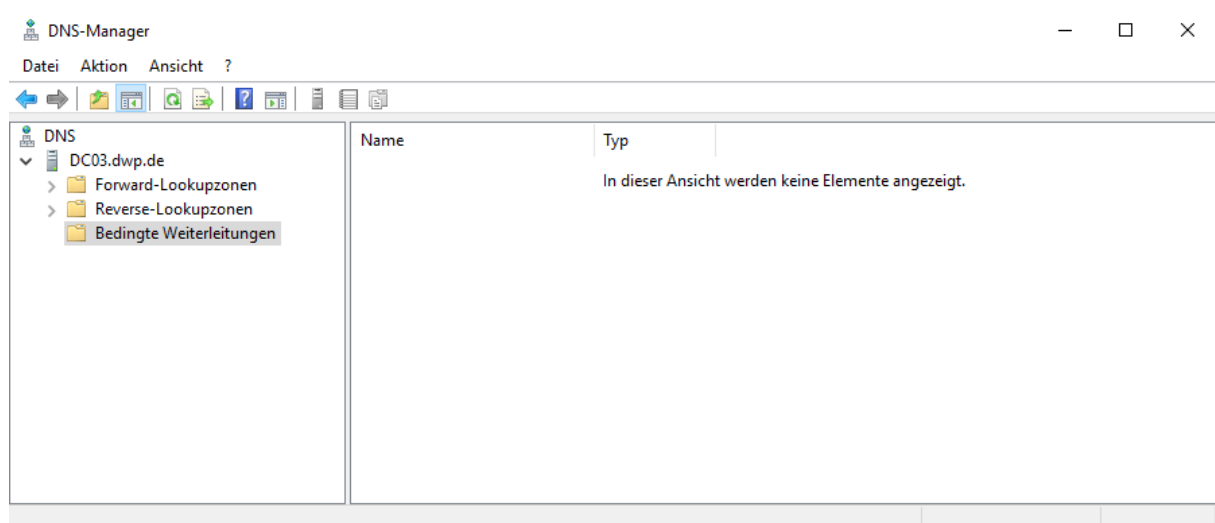 DNS-Manager
Datei Aktion Ansicht ?
DNS
DC03.dwp.de
Forward-Lookupzonen
Reverse-Lookupzonen
Bedingte Weiterleitungen
Name Typ
In dieser Ansicht werden keine Elemente angezeigt.